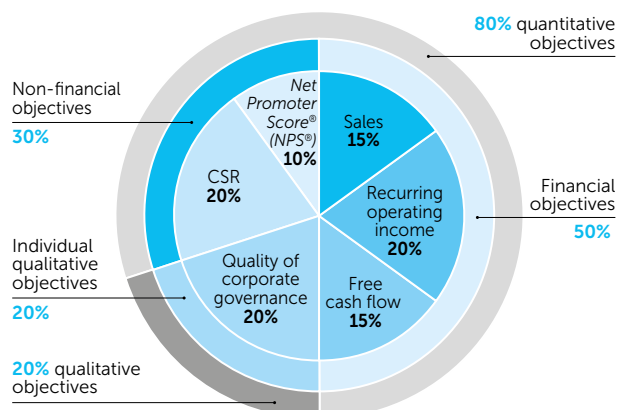 80% quantitative
objectives
Non-financial
objectives
30%
Net
Promoter
Score®
(NPS®)
10%
Sales
15%
CSR
20%
Recurring
operating
income
20%
Financial
objectives
50%
Individual
qualitative
objectives
20%
Quality of
corporate
governance
20%
Free
cash flow
15%
20% qualitative
objectives